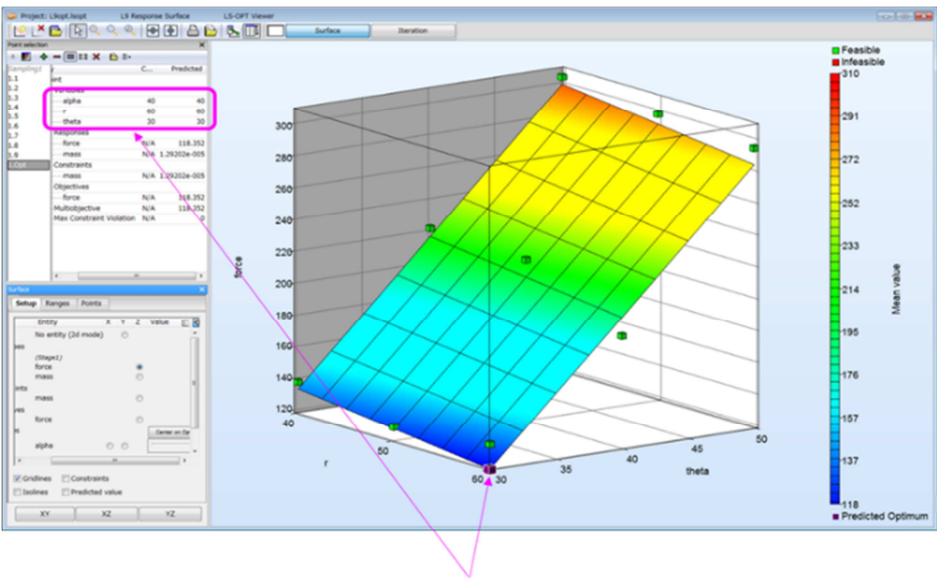 Project: L9opt.lsopt L9 Response Surface LS-OPT Viewer
Surface Iteration
Point selection
Sampling1 C... Predicted
1.1 int
1.2 Variables
1.3 alpha 40 40
1.4 r 60 60
1.5 theta 30 30
1.6 Responses
1.7 force N/A 118.352
1.8 mass N/A 1.29202e-005
1.9 Constraints
1.Opt mass N/A 1.29202e-005
Objectives
force N/A 118.352
Multiobjective N/A 118.352
Max Constraint Violation N/A 0
Surface
Setup Ranges Points
Entity X Y Z Value
No entity (2d mode)
(Stage1)
force
mass
ints
mass
force
Center on
alpha
Gridlines Constraints
Isolines Predicted value
XY XZ YZ
Feasible
Infeasible
310
291
272
252
233
214
195
176
157
137
118
Mean value
Predicted Optimum
force
300
280
260
240
220
200
180
160
140
120
40
50
60
r
30
35
40
45
50
theta